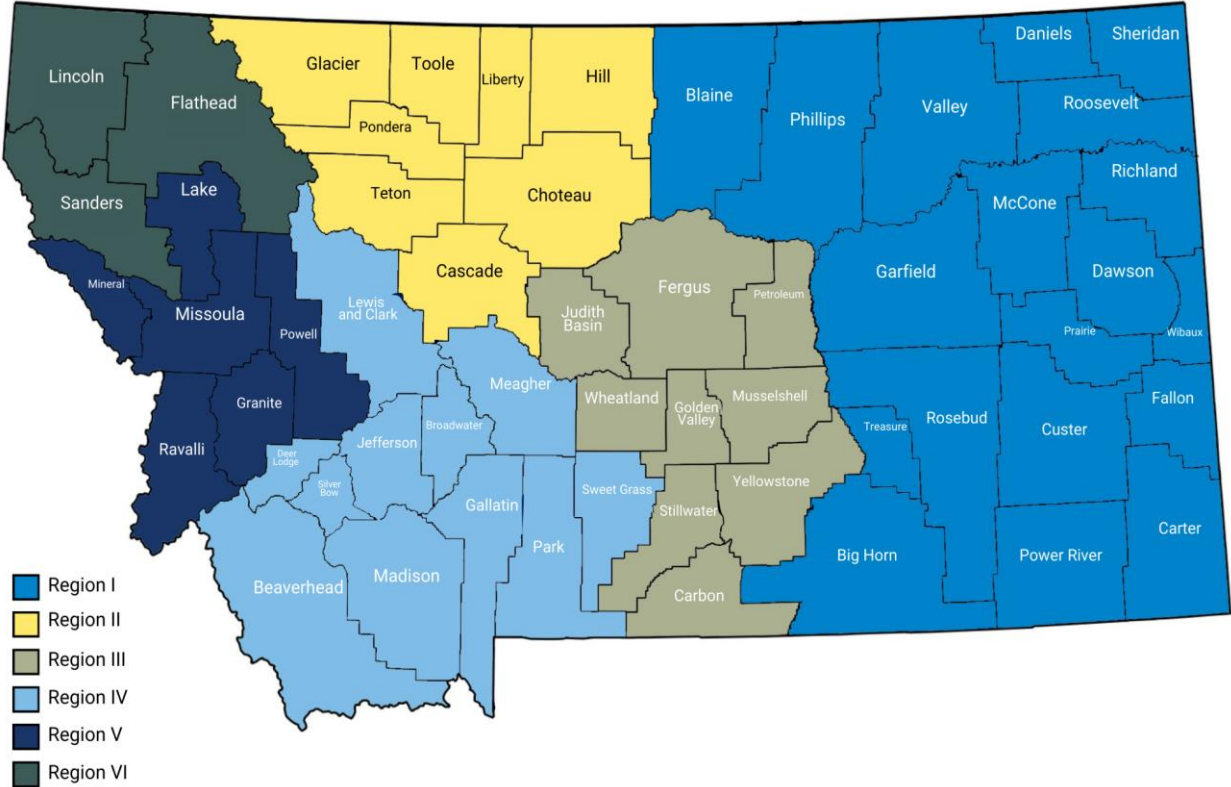 Daniels
Sheridan
Lincoln
Glacier
Toole
Liberty
Hill
Flathead
Blaine
Phillips
Valley
Roosevelt
Pondera
Richland
Lake
Teton
Choteau
Sanders
McCone
Cascade
Garfield
Dawson
Mineral
Fergus
Petroleum
Missoula
Lewis
and Clark
Judith
Basin
Powell
Prairie
Wibaux
Meagher
Wheatland
Golden
Valley
Musselshell
Fallon
Granite
Broadwater
Treasure
Rosebud
Custer
Ravalli
Deer
Lodge
Jefferson
Silver
Bow
Sweet Grass
Yellowstone
Gallatin
Stillwater
Carter
Park
Big Horn
Power River
Beaverhead
Madison
Carbon
Region I
Region II
Region III
Region IV
Region V
Region VI